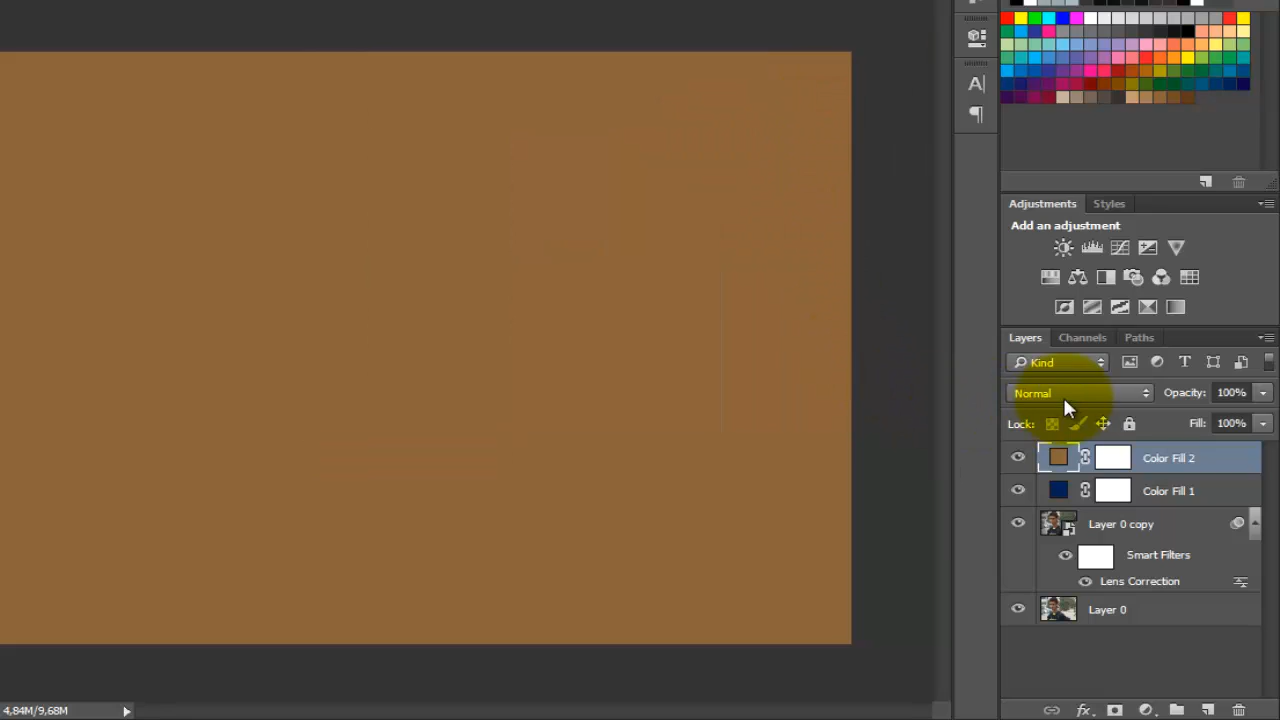 Adjustments Styles
Add an adjustment
Layers Channels Paths
Kind
Normal Opacity: 100%
Lock: Fill: 100%
Color Fill 2
Color Fill 1
Layer 0 copy
Smart Filters
Lens Correction
Layer 0
4,84M/9,68M
fx